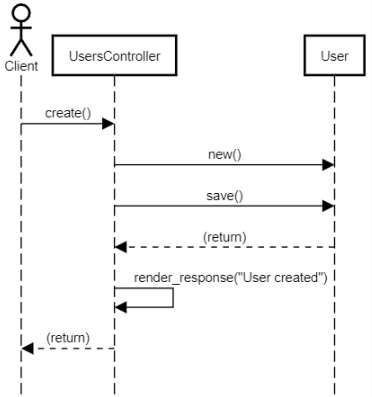 Client
UsersController
User
create()
new()
save()
(return)
render_response("User created")
(return)